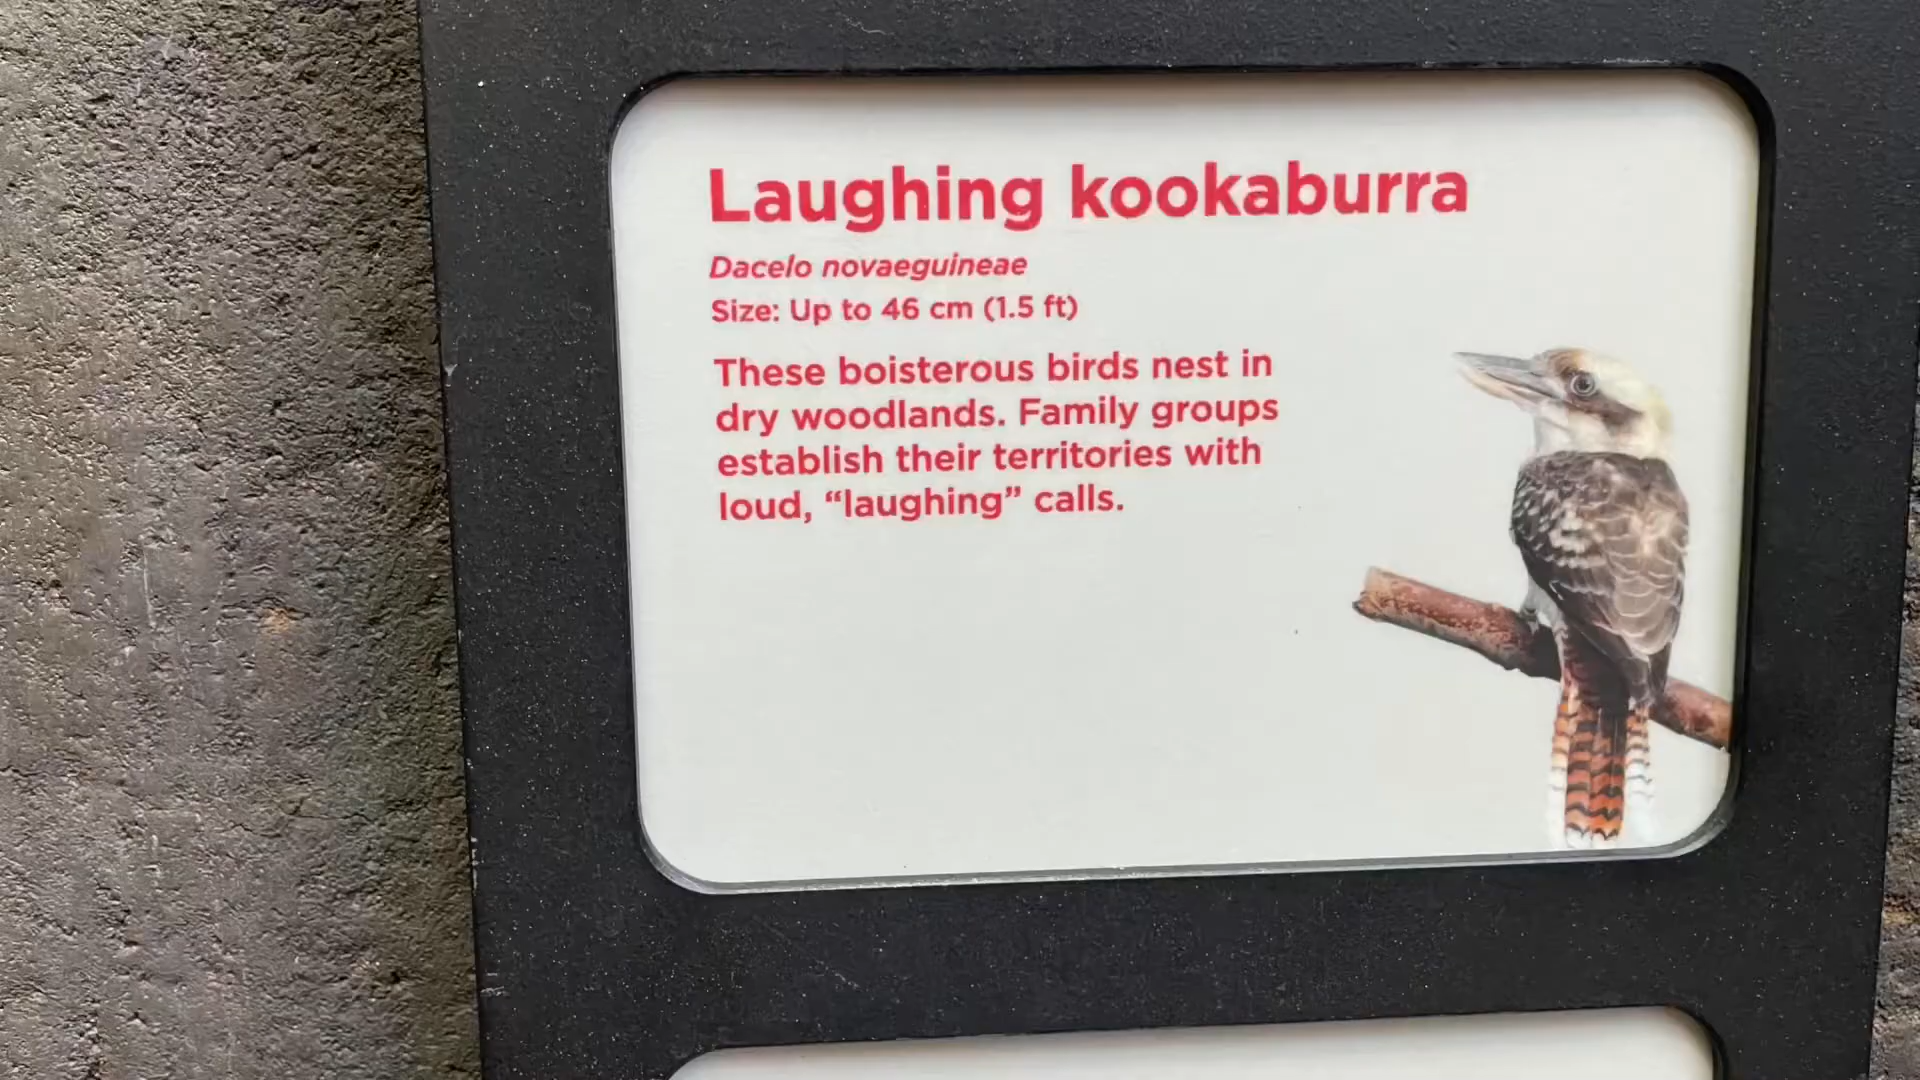 Laughing kookaburra
Dacelo novaeguineae
Size: Up to 46 cm (1.5 ft)
These boisterous birds nest in
dry woodlands. Family groups
establish their territories with
loud, “laughing” calls.